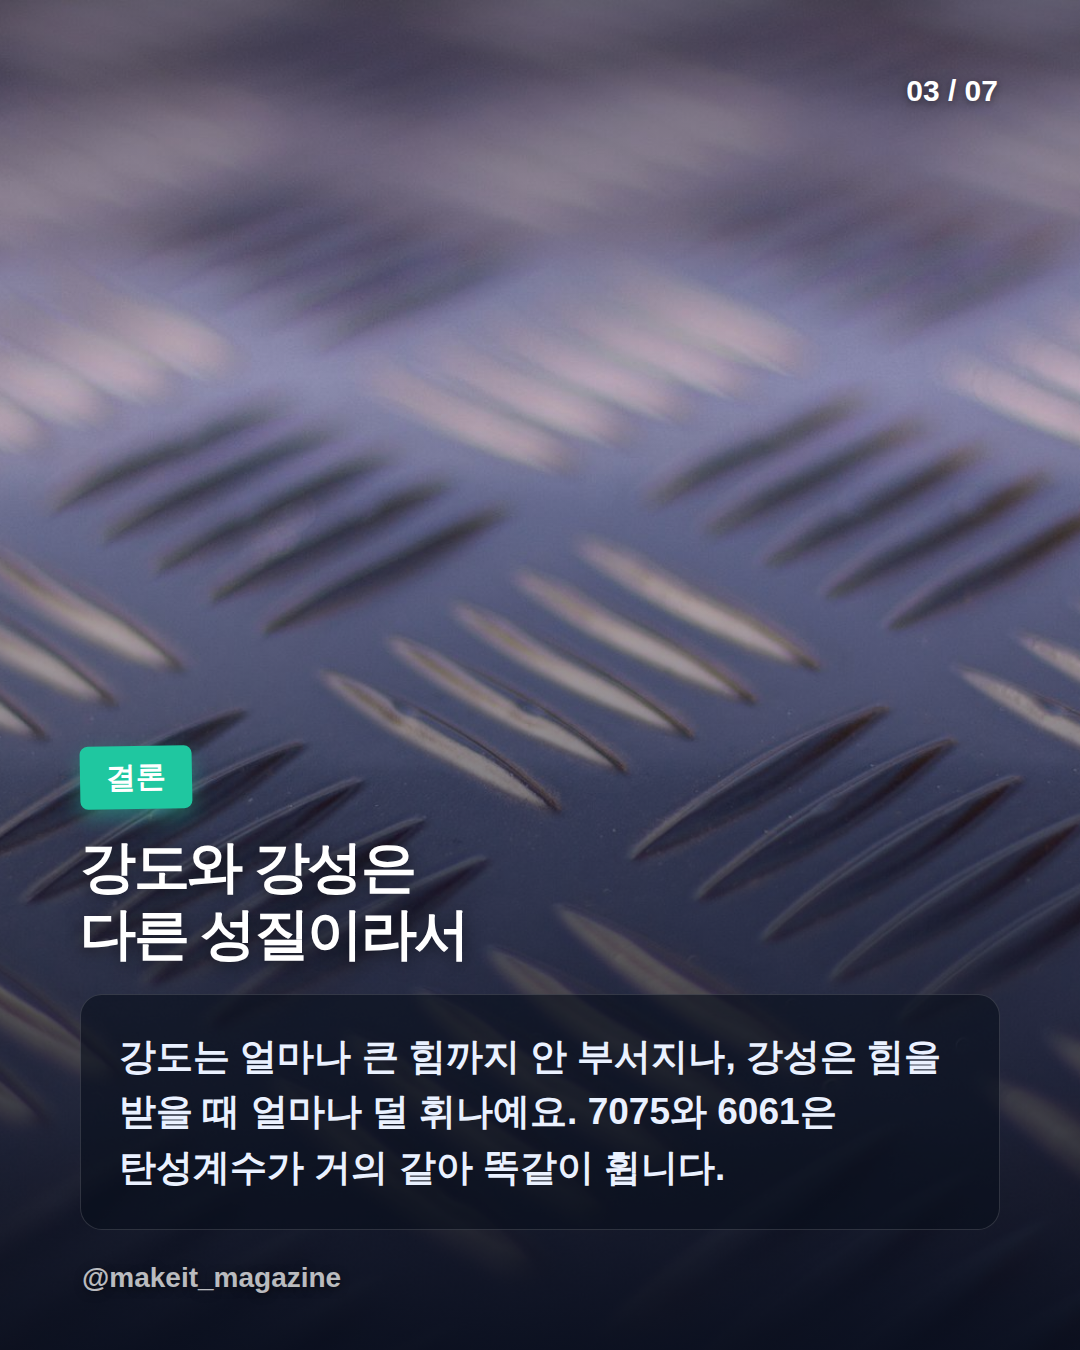 03 / 07
결론
강도와 강성은
다른 성질이라서
강도는 얼마나 큰 힘까지 안 부서지나, 강성은 힘을
받을 때 얼마나 덜 휘나예요. 7075와 6061은
탄성계수가 거의 같아 똑같이 휩니다.
@makeit_magazine